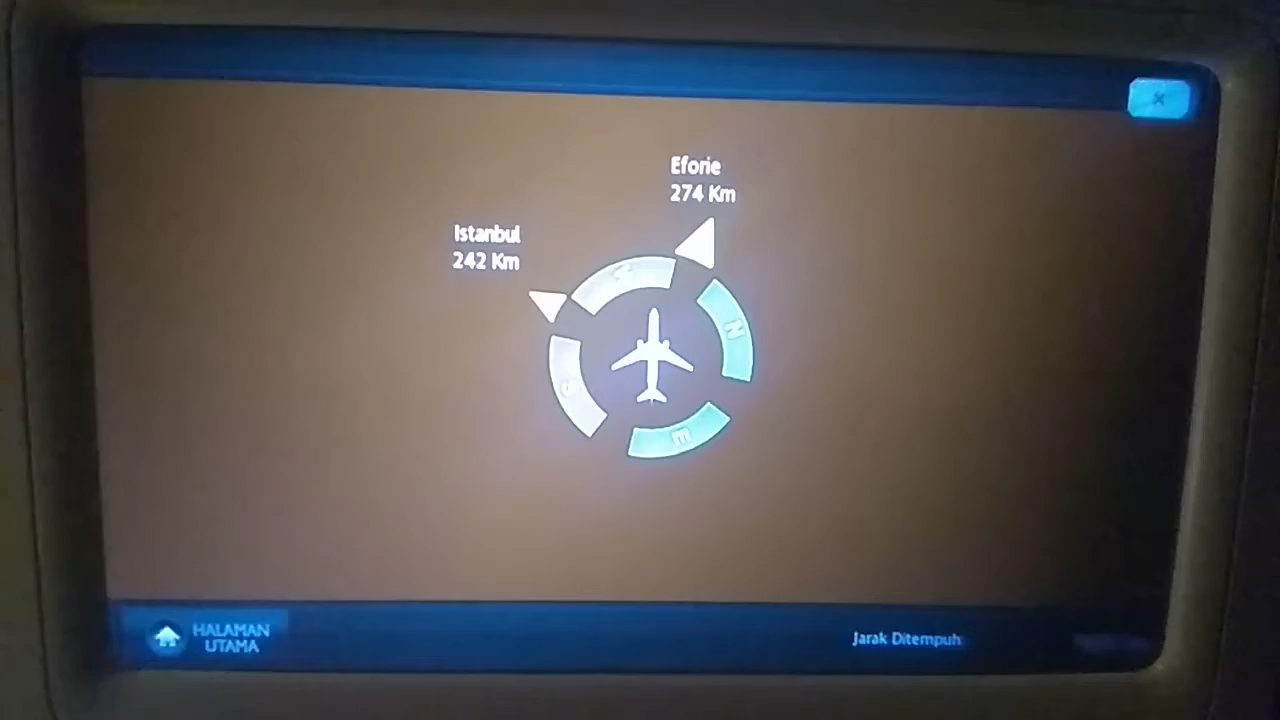 Eforie
274 Km
Istanbul
242 Km
N
E
HALAMAN
UTAMA
Jarak Ditempuh: